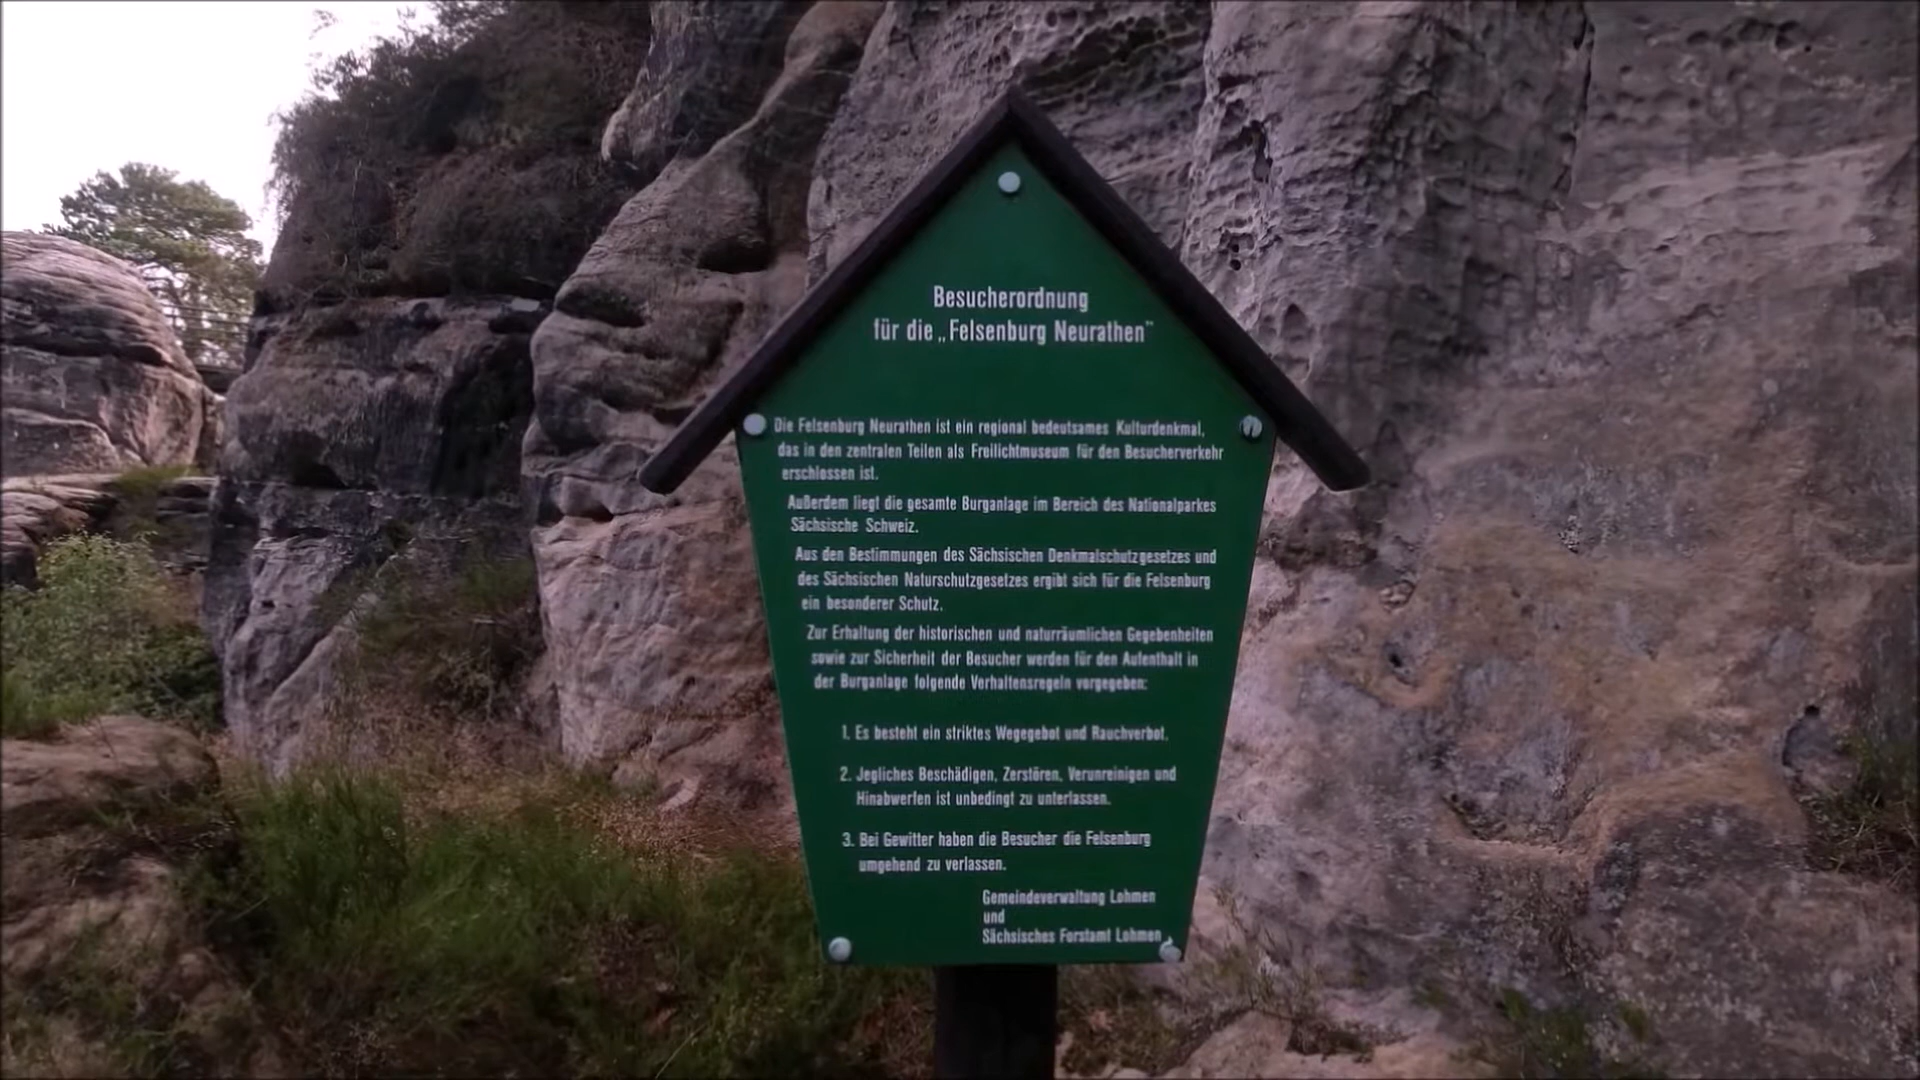 Besucherordnung
für die „Felsenburg Neurathen"
Die Felsenburg Neurathen ist ein regional bedeutsames Kulturdenkmal,
das in den zentralen Teilen als Freilichtmuseum für den Besucherverkehr
erschlossen ist.
Außerdem liegt die gesamte Burganlage im Bereich des Nationalparkes
Sächsische Schweiz.
Aus den Bestimmungen des Sächsischen Denkmalschutzgesetzes und
des Sächsischen Naturschutzgesetzes ergibt sich für die Felsenburg
ein besonderer Schutz.
Zur Erhaltung der historischen und naturräumlichen Gegebenheiten
sowie zur Sicherheit der Besucher werden für den Aufenthalt in
der Burganlage folgende Verhaltensregeln vorgegeben:
1. Es besteht ein striktes Wegegebot und Rauchverbot.
2. Jegliches Beschädigen, Zerstören, Verunreinigen und
Hinabwerfen ist unbedingt zu unterlassen.
3. Bei Gewitter haben die Besucher die Felsenburg
umgehend zu verlassen.
Gemeindeverwaltung Lohmen
und
Sächsisches Forstamt Lohmen